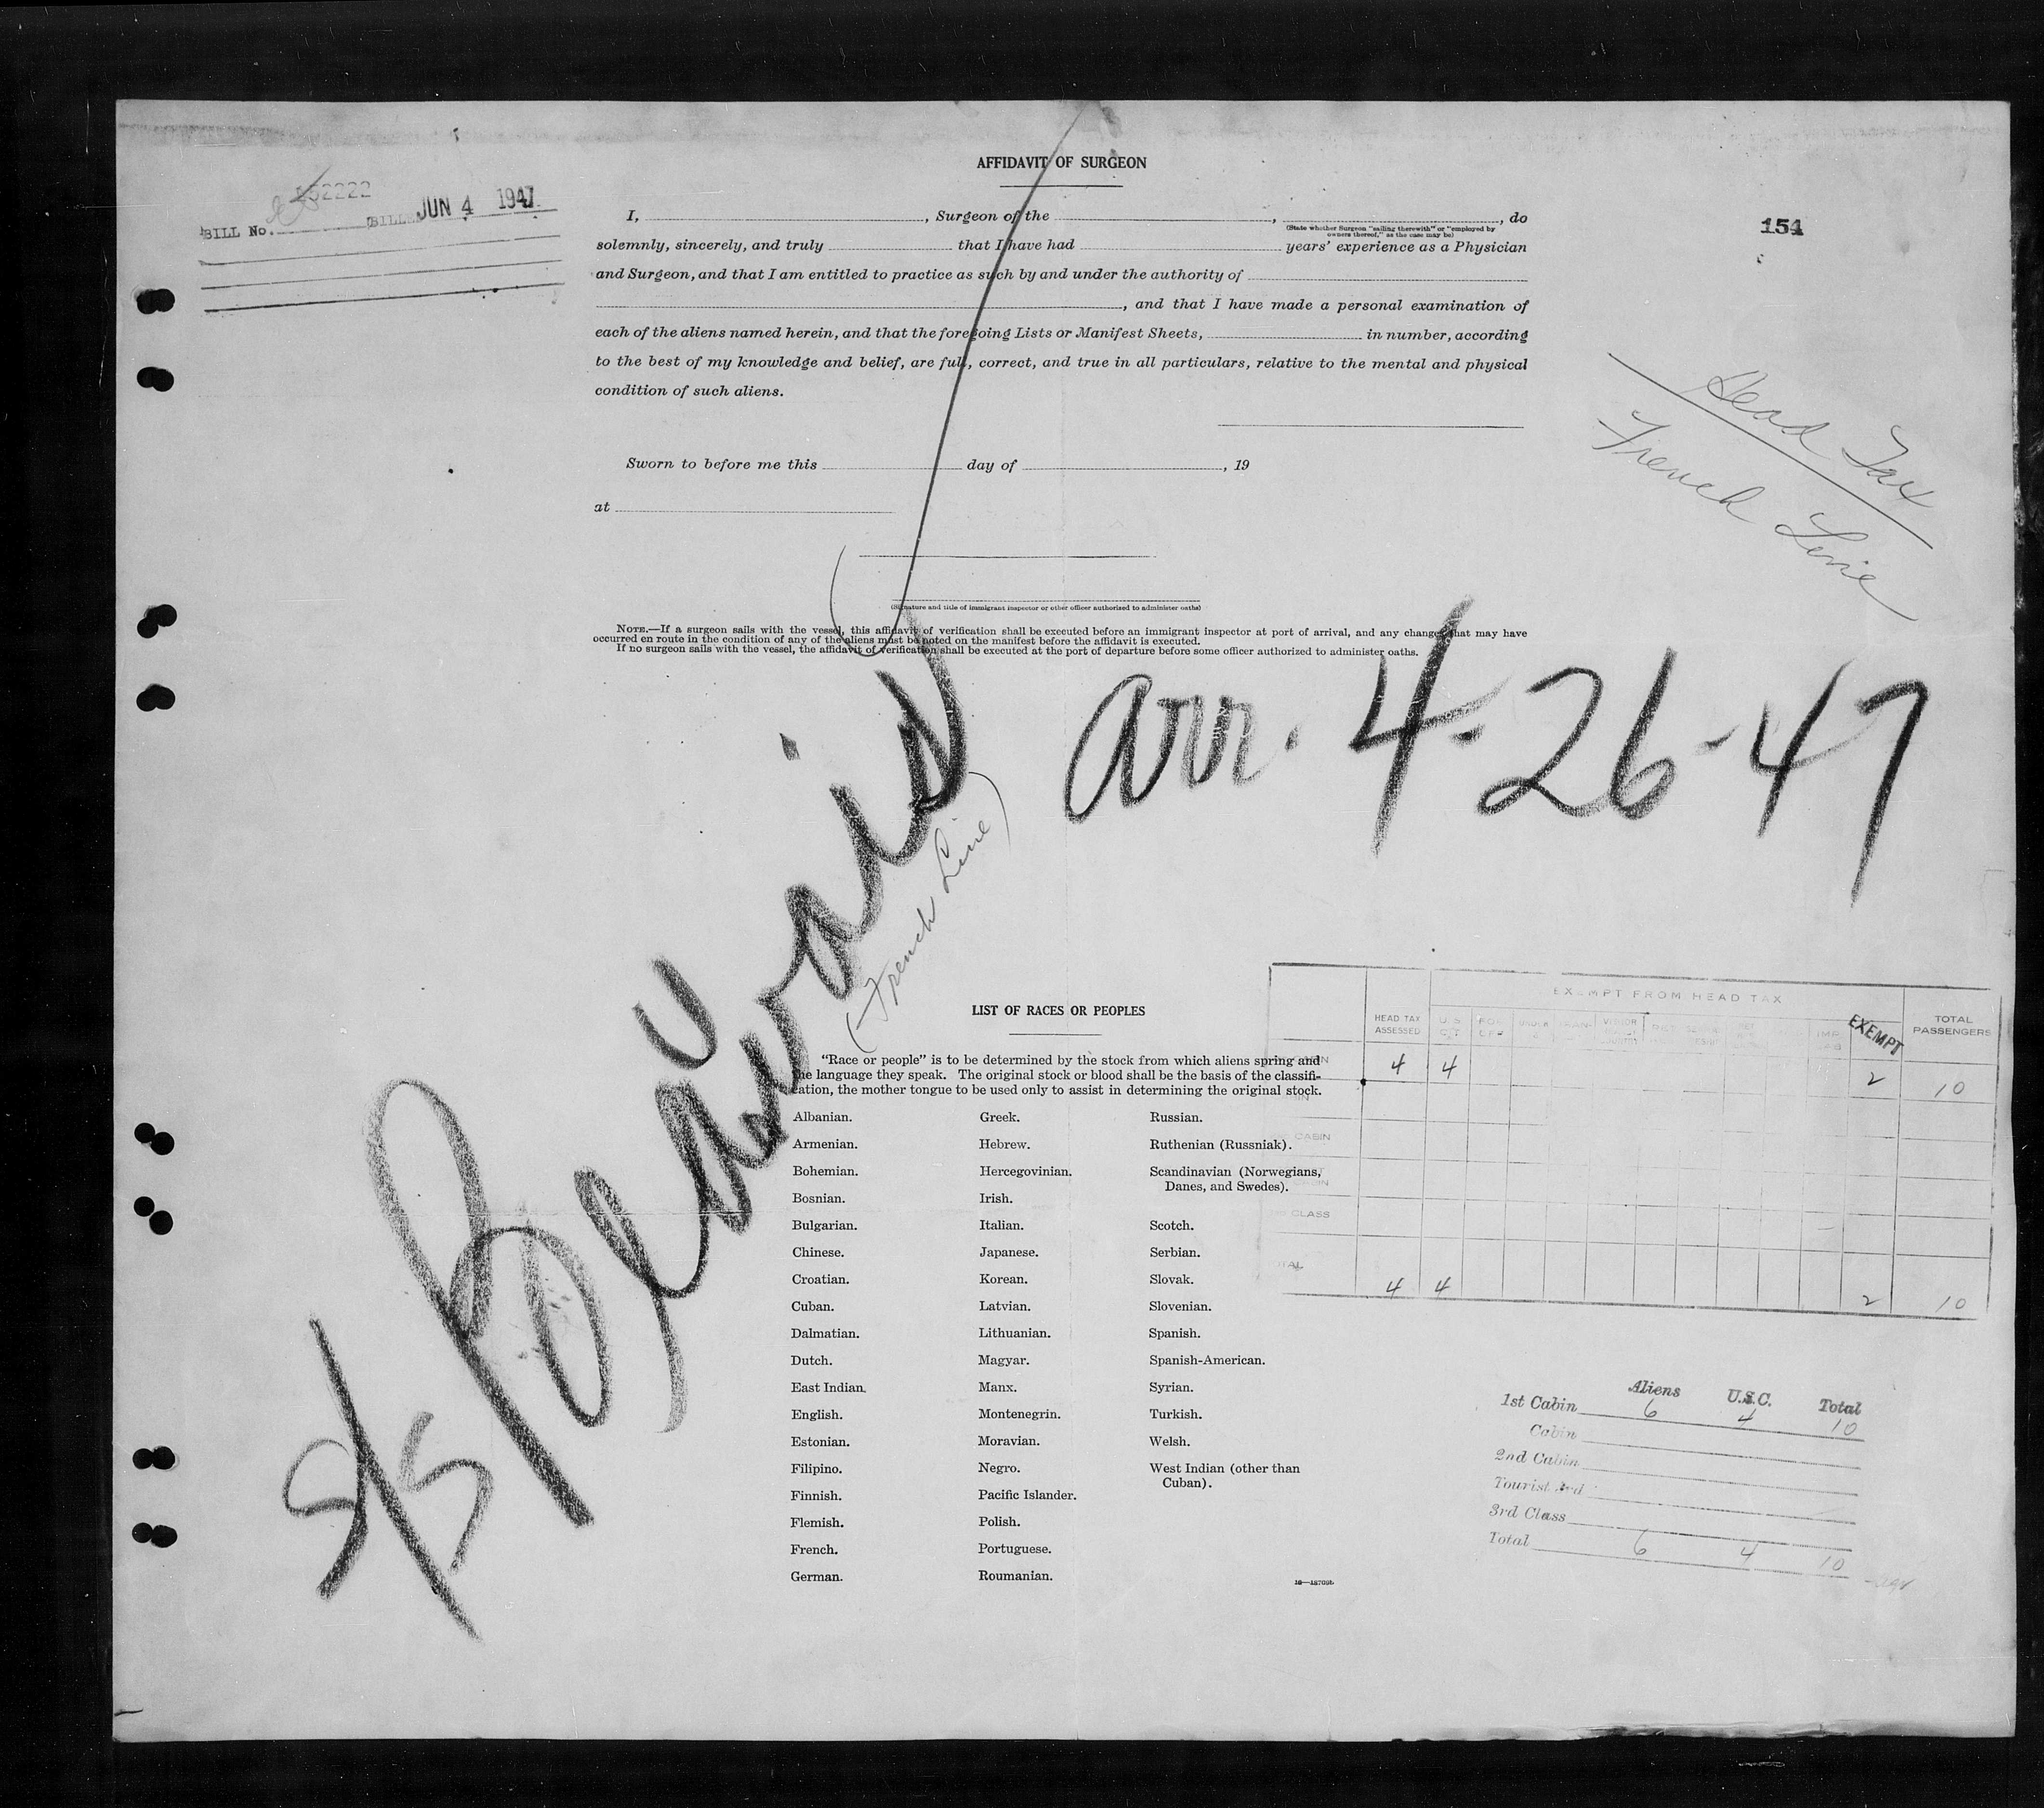 AFFIDAVIT OF SURGEON
BILL No.
JUN 4 1947
154
I, , Surgeon of the , , do
(State whether Surgeon "sailing therewith" or "employed by
owners thereof," as the case may be)
solemnly, sincerely, and truly that I have had years' experience as a Physician
and Surgeon, and that I am entitled to practice as such by and under the authority of
, and that I have made a personal examination of
each of the aliens named herein, and that the foregoing Lists or Manifest Sheets, in number, according
to the best of my knowledge and belief, are full, correct, and true in all particulars, relative to the mental and physical
condition of such aliens.
Head Tax
French Line
Sworn to before me this day of , 19
at
(Signature and title of immigrant inspector or other officer authorized to administer oaths)
NOTE.—If a surgeon sails with the vessel, this affidavit of verification shall be executed before an immigrant inspector at port of arrival, and any changes that may have
occurred en route in the condition of any of the aliens must be noted on the manifest before the affidavit is executed.
If no surgeon sails with the vessel, the affidavit of verification shall be executed at the port of departure before some officer authorized to administer oaths.
arr. 4-26-47
S/S Beauvais
(French Line)
LIST OF RACES OR PEOPLES
"Race or people" is to be determined by the stock from which aliens spring and
the language they speak. The original stock or blood shall be the basis of the classifi-
cation, the mother tongue to be used only to assist in determining the original stock.
Albanian.
Armenian.
Bohemian.
Bosnian.
Bulgarian.
Chinese.
Croatian.
Cuban.
Dalmatian.
Dutch.
East Indian.
English.
Estonian.
Filipino.
Finnish.
Flemish.
French.
German.
Greek.
Hebrew.
Hercegovinian.
Irish.
Italian.
Japanese.
Korean.
Latvian.
Lithuanian.
Magyar.
Manx.
Montenegrin.
Moravian.
Negro.
Pacific Islander.
Polish.
Portuguese.
Roumanian.
Russian.
Ruthenian (Russniak).
Scandinavian (Norwegians,
Danes, and Swedes).
Scotch.
Serbian.
Slovak.
Slovenian.
Spanish.
Spanish-American.
Syrian.
Turkish.
Welsh.
West Indian (other than
Cuban).
EXEMPT FROM HEAD TAX
HEAD TAX
ASSESSED
EXEMPT
TOTAL
PASSENGERS
4 4 2 10
CABIN
CLASS
4 4 2 10
Aliens U.S.C. Total
1st Cabin 6 4 10
Cabin
2nd Cabin
Tourist 3rd
3rd Class
Total 6 4 10